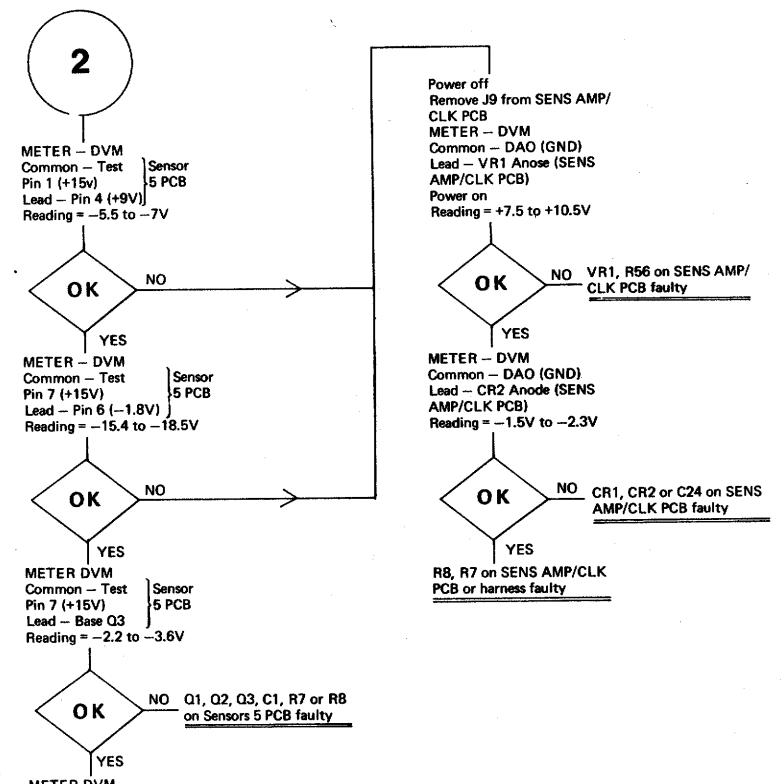 2
METER – DVM
Common – Test
Pin 1 (+15v)
Lead – Pin 4 (+9V)
Sensor
5 PCB
Reading = –5.5 to –7V
OK
NO
YES
METER – DVM
Common – Test
Pin 7 (+15V)
Lead – Pin 6 (–1.8V)
Sensor
5 PCB
Reading = –15.4 to –18.5V
OK
NO
YES
METER DVM
Common – Test
Pin 7 (+15V)
Lead – Base Q3
Sensor
5 PCB
Reading = –2.2 to –3.6V
OK
NO
Q1, Q2, Q3, C1, R7 or R8
on Sensors 5 PCB faulty
YES
METER DVM
Power off
Remove J9 from SENS AMP/
CLK PCB
METER – DVM
Common – DAO (GND)
Lead – VR1 Anose (SENS
AMP/CLK PCB)
Power on
Reading = +7.5 to +10.5V
OK
NO
VR1, R56 on SENS AMP/
CLK PCB faulty
YES
METER – DVM
Common – DAO (GND)
Lead – CR2 Anode (SENS
AMP/CLK PCB)
Reading = –1.5V to –2.3V
OK
NO
CR1, CR2 or C24 on SENS
AMP/CLK PCB faulty
YES
R8, R7 on SENS AMP/CLK
PCB or harness faulty